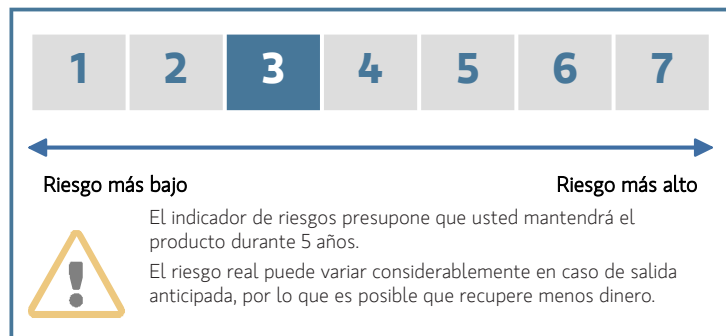 1 2 3 4 5 6 7
Riesgo más bajo Riesgo más alto
El indicador de riesgos presupone que usted mantendrá el
producto durante 5 años.
El riesgo real puede variar considerablemente en caso de salida
anticipada, por lo que es posible que recupere menos dinero.